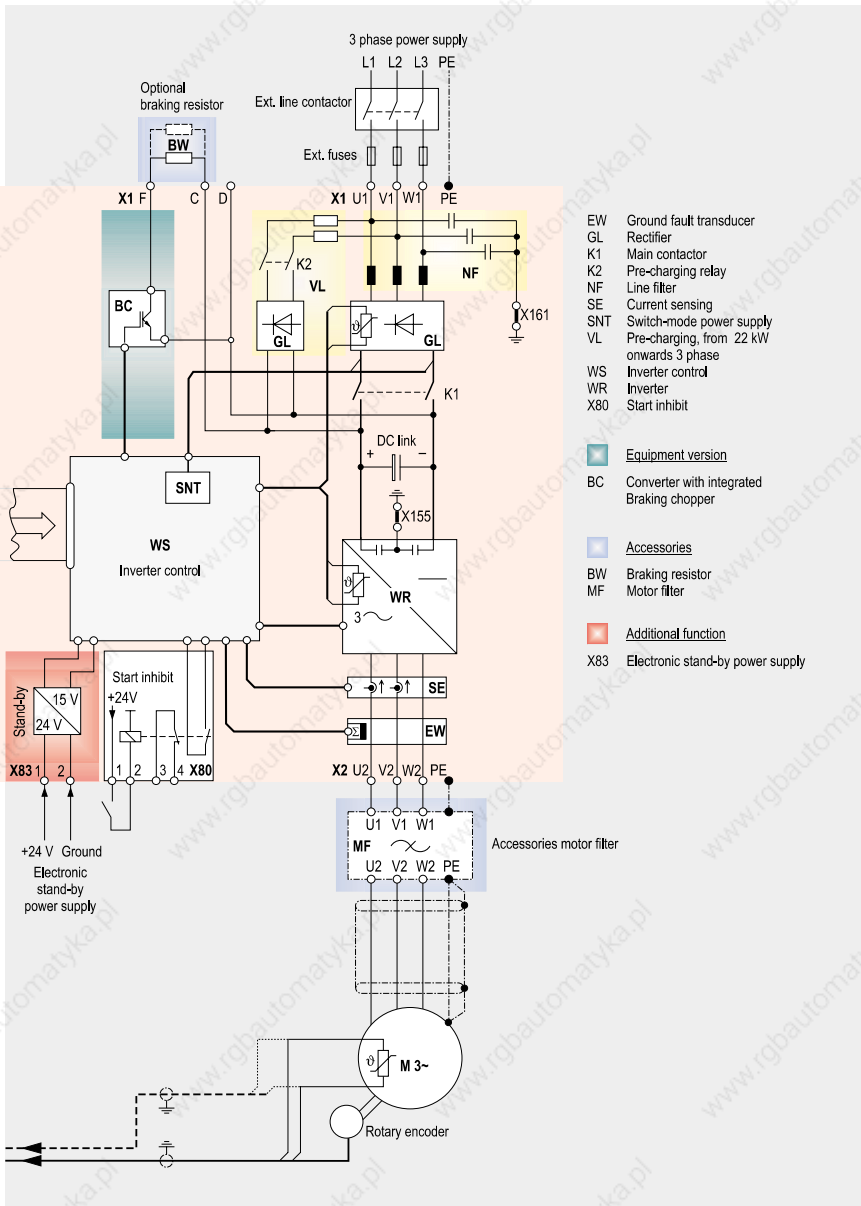 3 phase power supply
L1 L2 L3 PE
Optional
braking resistor
BW
Ext. line contactor
Ext. fuses
X1 F C D
X1 U1 V1 W1 PE
K2
VL
NF
BC
GL
ϑ
GL
X161
K1
DC link
+ −
SNT
X155
WS
Inverter control
ϑ
WR
3
Stand-by
15 V
24 V
X83 1 2
Start inhibit
+24V
1 2 3 4 X80
SE
Σ
EW
X2 U2 V2 W2 PE
+24 V Ground
Electronic
stand-by
power supply
U1 V1 W1
MF
U2 V2 W2 PE
Accessories motor filter
ϑ
M 3~
Rotary encoder
EW Ground fault transducer
GL Rectifier
K1 Main contactor
K2 Pre-charging relay
NF Line filter
SE Current sensing
SNT Switch-mode power supply
VL Pre-charging, from 22 kW
onwards 3 phase
WS Inverter control
WR Inverter
X80 Start inhibit
Equipment version
BC Converter with integrated
Braking chopper
Accessories
BW Braking resistor
MF Motor filter
Additional function
X83 Electronic stand-by power supply
www.rgbautomatyka.pl